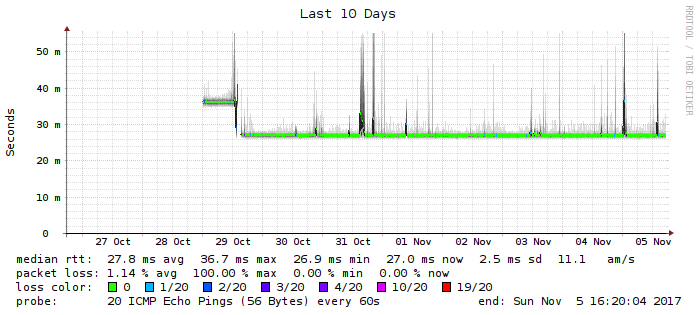 Last 10 Days
RRDTOOL / TOBI OETIKER
Seconds
50 m
40 m
30 m
20 m
10 m
0
27 Oct 28 Oct 29 Oct 30 Oct 31 Oct 01 Nov 02 Nov 03 Nov 04 Nov 05 Nov
median rtt: 27.8 ms avg 36.7 ms max 26.9 ms min 27.0 ms now 2.5 ms sd 11.1 am/s
packet loss: 1.14 % avg 100.00 % max 0.00 % min 0.00 % now
loss color: 0 1/20 2/20 3/20 4/20 10/20 19/20
probe: 20 ICMP Echo Pings (56 Bytes) every 60s end: Sun Nov 5 16:20:04 2017